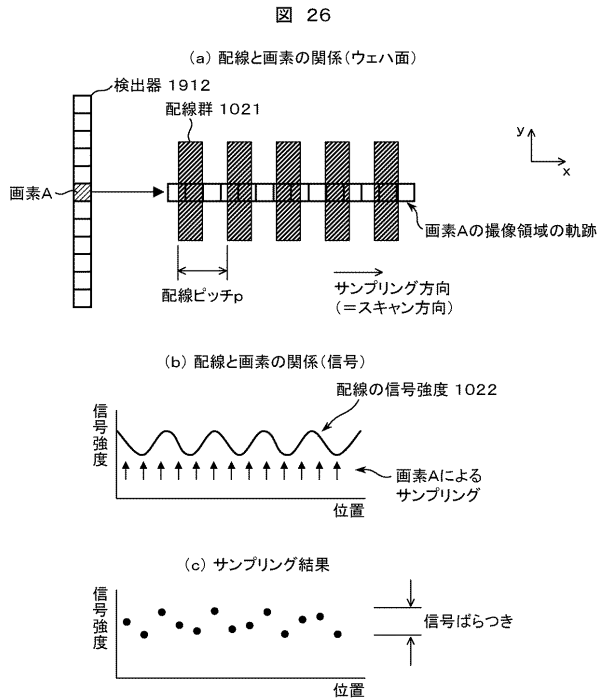 図 26
(a) 配線と画素の関係(ウェハ面)
検出器 1912
配線群 1021
y
x
画素A
画素Aの撮像領域の軌跡
配線ピッチp
サンプリング方向
(=スキャン方向)
(b) 配線と画素の関係(信号)
配線の信号強度 1022
信号強度
画素Aによる
サンプリング
位置
(c) サンプリング結果
信号強度
信号ばらつき
位置